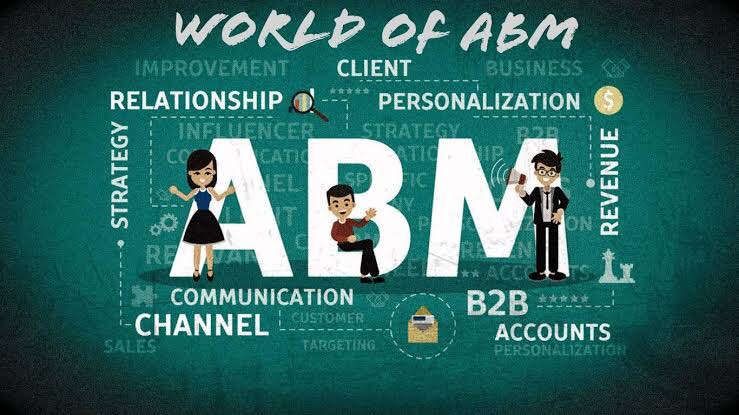 WORLD OF ABM
IMPROVEMENT
CLIENT
BUSINESS
RELATIONSHIP
PERSONALIZATION
$
INFLUENCER
STRATEGY
B2B
STRATEGY
ABM
REVENUE
COMMUNICATION
B2B
CHANNEL
CUSTOMER
ACCOUNTS
SALES
TARGETING
PERSONALIZATION